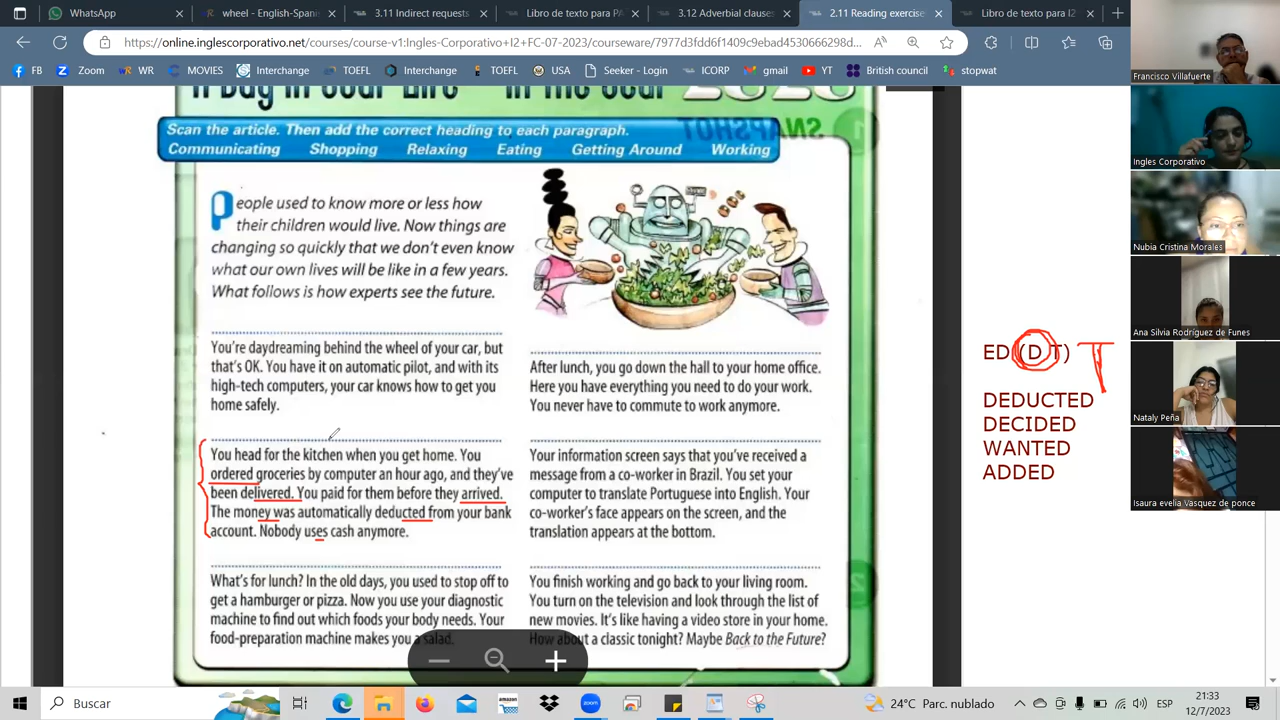 WhatsApp
wheel - English-Spani
3.11 Indirect requests
Libro de texto para PA
3.12 Adverbial clauses
2.11 Reading exercise
Libro de texto para I2
https://online.inglescorporativo.net/courses/course-v1:Ingles-Corporativo+I2+FC-07-2023/courseware/7977d3fdd6f1409c9ebad4530666298d...
FB
Zoom
WR
MOVIES
Interchange
TOEFL
Interchange
TOEFL
USA
Seeker - Login
ICORP
gmail
YT
British council
stopwat
A Day in Your Life – In the Year 2020
SNAPSHOT
Scan the article. Then add the correct heading to each paragraph.
Communicating Shopping Relaxing Eating Getting Around Working
People used to know more or less how
their children would live. Now things are
changing so quickly that we don't even know
what our own lives will be like in a few years.
What follows is how experts see the future.
You're daydreaming behind the wheel of your car, but
that's OK. You have it on automatic pilot, and with its
high-tech computers, your car knows how to get you
home safely.
You head for the kitchen when you get home. You
ordered groceries by computer an hour ago, and they've
been delivered. You paid for them before they arrived.
The money was automatically deducted from your bank
account. Nobody uses cash anymore.
What's for lunch? In the old days, you used to stop off to
get a hamburger or pizza. Now you use your diagnostic
machine to find out which foods your body needs. Your
food-preparation machine makes you a salad.
After lunch, you go down the hall to your home office.
Here you have everything you need to do your work.
You never have to commute to work anymore.
Your information screen says that you've received a
message from a co-worker in Brazil. You set your
computer to translate Portuguese into English. Your
co-worker's face appears on the screen, and the
translation appears at the bottom.
You finish working and go back to your living room.
You turn on the television and look through the list of
new movies. It's like having a video store in your home.
How about a classic tonight? Maybe Back to the Future?
ED (D T) T
DEDUCTED
DECIDED
WANTED
ADDED
Francisco Villafuerte
Ingles Corporativo
Nubia Cristina Morales
Ana Silvia Rodríguez de Funes
Nataly Peña
Isaura evelia Vasquez de ponce
Buscar
24°C Parc. nublado
ESP
21:33
12/7/2023